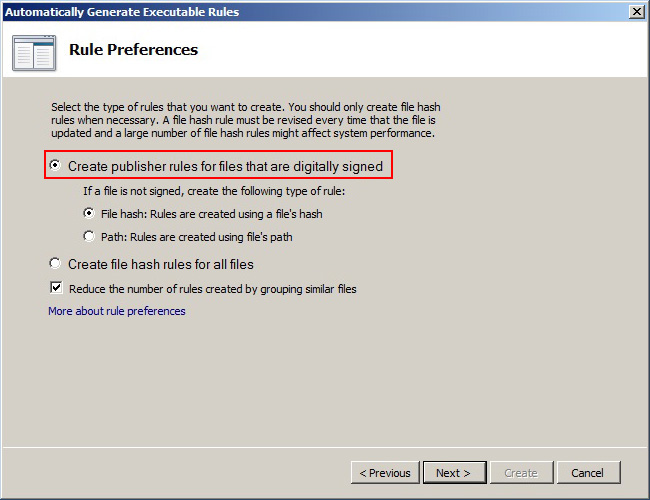 Automatically Generate Executable Rules
Rule Preferences
Select the type of rules that you want to create. You should only create file hash
rules when necessary. A file hash rule must be revised every time that the file is
updated and a large number of file hash rules might affect system performance.
Create publisher rules for files that are digitally signed
If a file is not signed, create the following type of rule:
File hash: Rules are created using a file's hash
Path: Rules are created using file's path
Create file hash rules for all files
Reduce the number of rules created by grouping similar files
More about rule preferences
< Previous
Next >
Create
Cancel